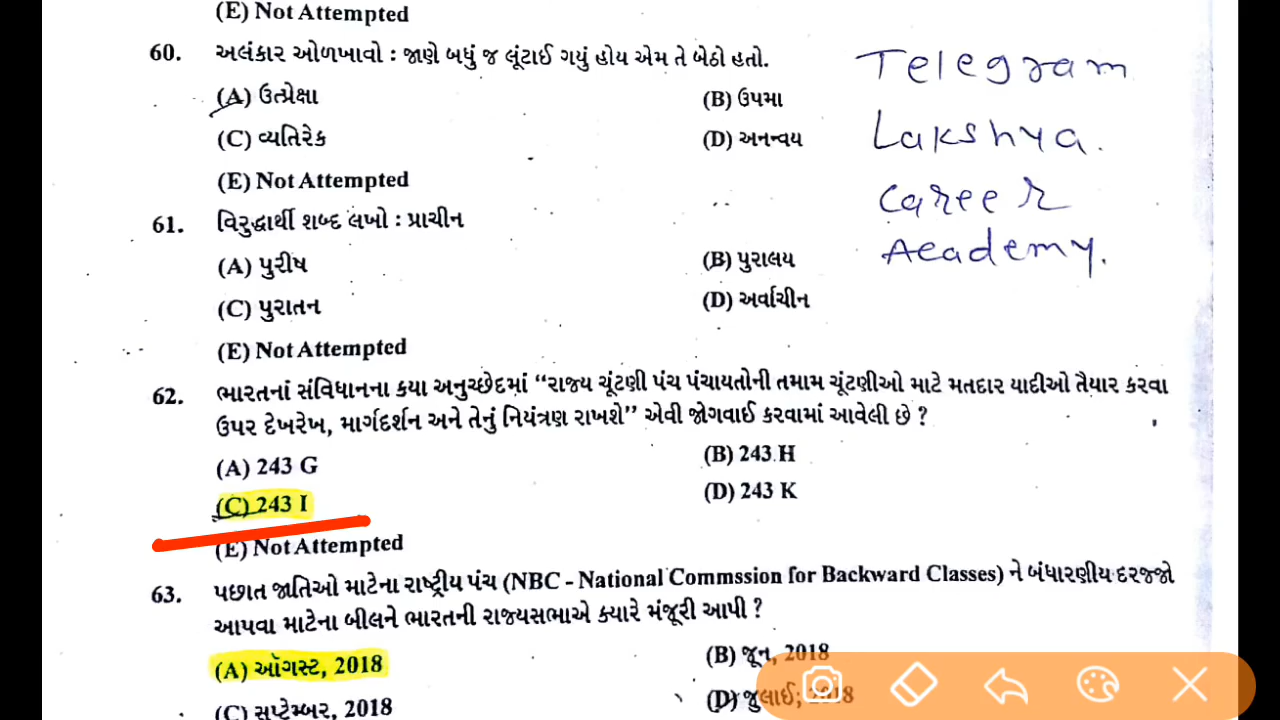 (E) Not Attempted
60. અલંકાર ઓળખાવો : જાણે બધું જ લૂંટાઈ ગયું હોય એમ તે બેઠો હતો.
(A) ઉત્પ્રેક્ષા (B) ઉપમા
(C) વ્યતિરેક (D) અનન્વય
(E) Not Attempted
61. વિરુદ્ધાર્થી શબ્દ લખો : પ્રાચીન
(A) પુરીષ (B) પુરાલય
(C) પુરાતન (D) અર્વાચીન
(E) Not Attempted
62. ભારતનાં સંવિધાનના કયા અનુચ્છેદમાં “રાજ્ય ચૂંટણી પંચ પંચાયતોની તમામ ચૂંટણીઓ માટે મતદાર યાદીઓ તૈયાર કરવા
ઉપર દેખરેખ, માર્ગદર્શન અને તેનું નિયંત્રણ રાખશે” એવી જોગવાઈ કરવામાં આવેલી છે ?
(A) 243 G (B) 243 H
(C) 243 I (D) 243 K
(E) Not Attempted
63. પછાત જાતિઓ માટેના રાષ્ટ્રીય પંચ (NBC - National Commssion for Backward Classes) ને બંધારણીય દરજ્જો
આપવા માટેના બીલને ભારતની રાજ્યસભાએ ક્યારે મંજૂરી આપી ?
(A) ઑગસ્ટ, 2018 (B) જૂન, 2018
(C) સપ્ટેમ્બર, 2018 (D) જુલાઈ, 2018
Telegram
Lakshya.
Career
Academy.